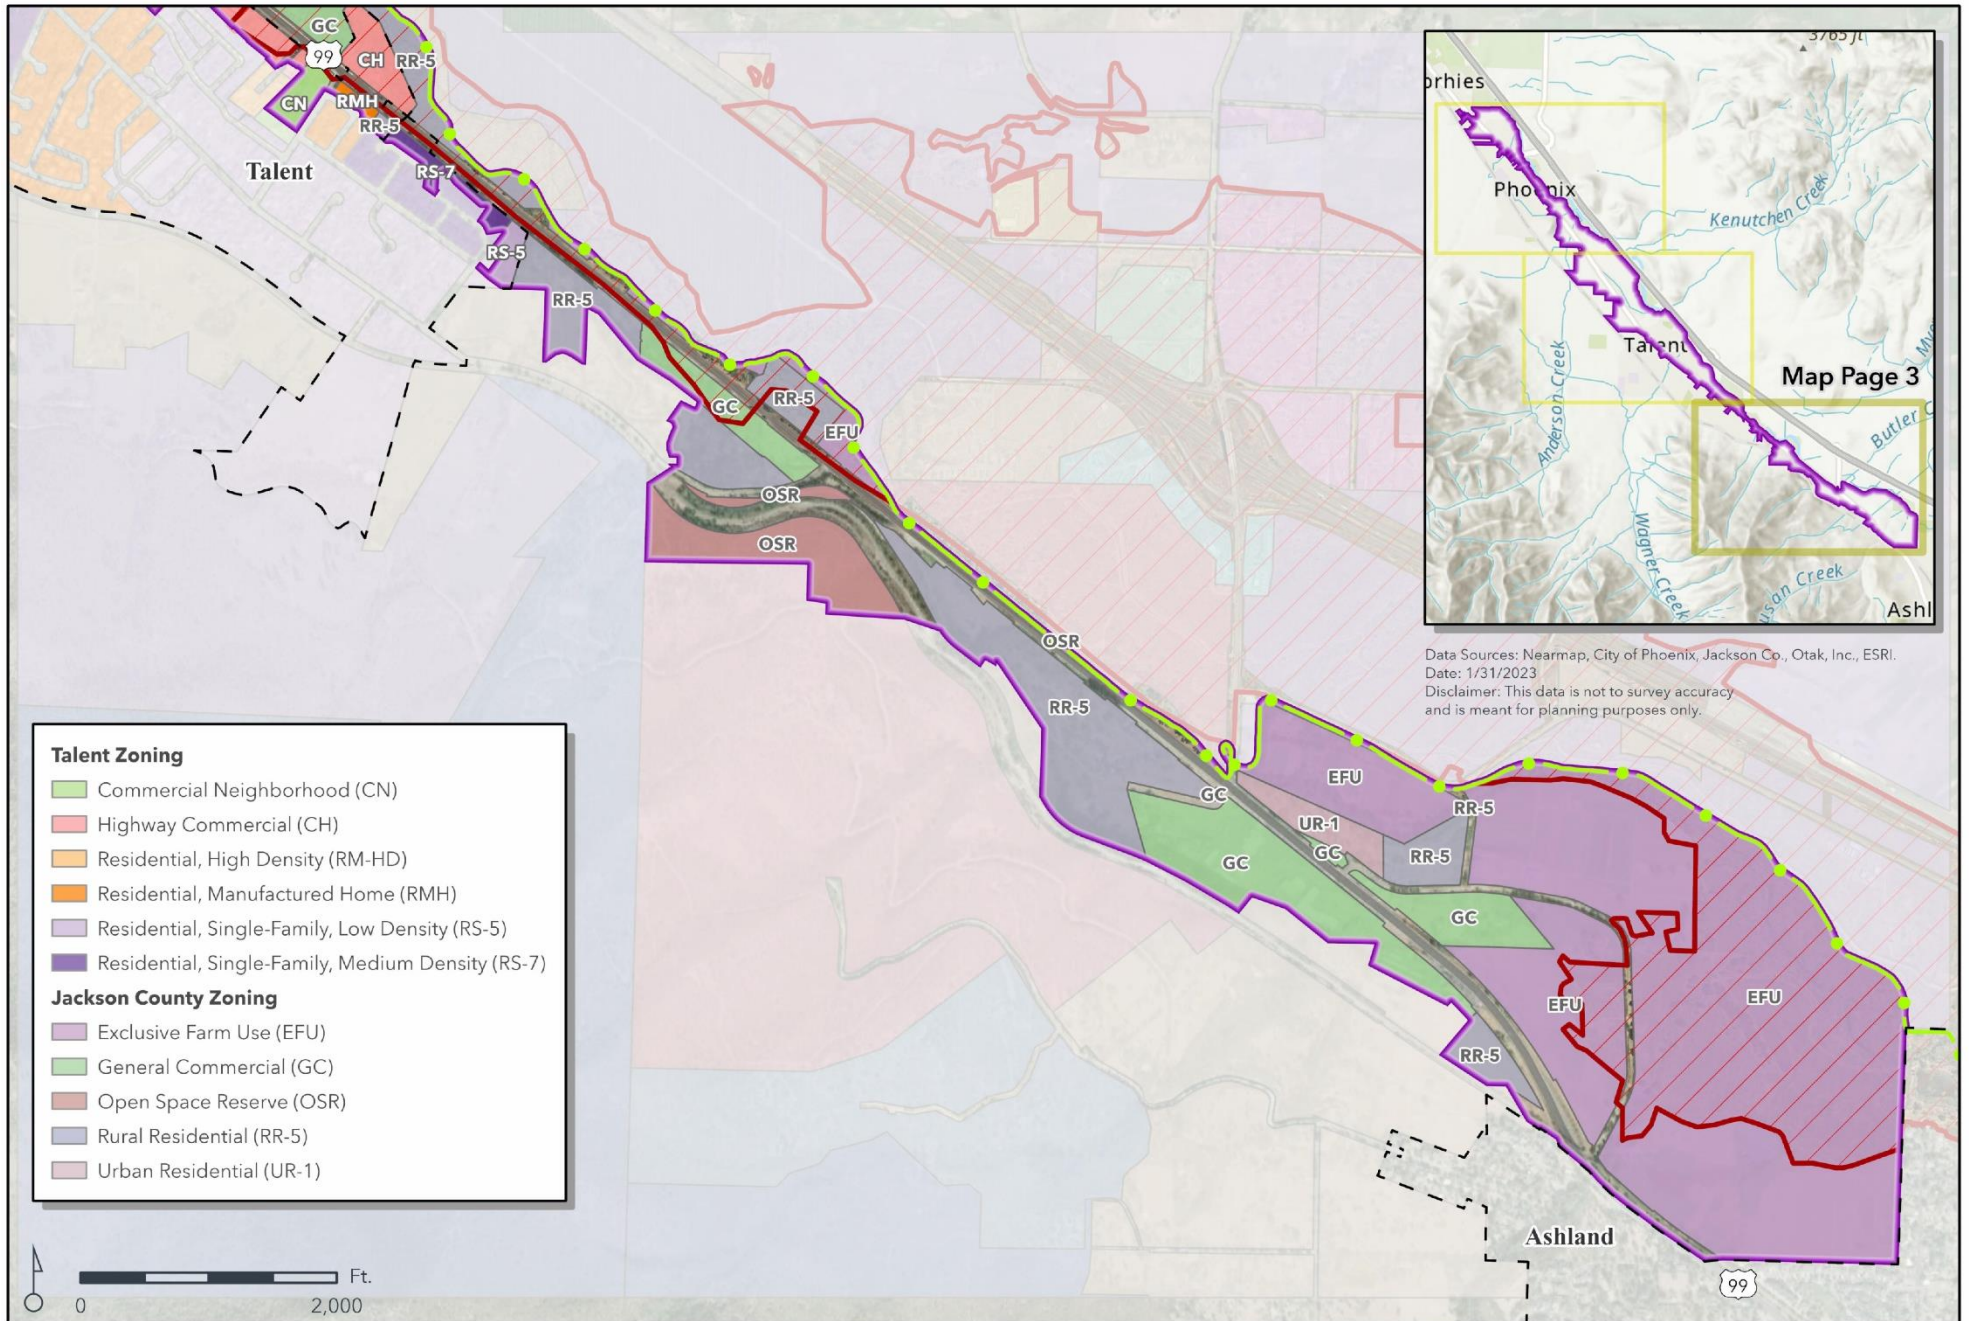 GC
99
CH
RR-5
CN
RMH
RR-5
Talent
RS-7
RS-5
RR-5
GC
RR-5
EFU
OSR
OSR
OSR
RR-5
GC
EFU
RR-5
UR-1
GC
RR-5
GC
GC
EFU
EFU
RR-5
Ashland
99
3765 ft
orhies
Phoenix
Kenutchen Creek
Talent
Anderson Creek
Map Page 3
Butler C
Wagner Creek
usan Creek
Ashl
Data Sources: Nearmap, City of Phoenix, Jackson Co., Otak, Inc., ESRI.
Date: 1/31/2023
Disclaimer: This data is not to survey accuracy
and is meant for planning purposes only.
Talent Zoning
Commercial Neighborhood (CN)
Highway Commercial (CH)
Residential, High Density (RM-HD)
Residential, Manufactured Home (RMH)
Residential, Single-Family, Low Density (RS-5)
Residential, Single-Family, Medium Density (RS-7)
Jackson County Zoning
Exclusive Farm Use (EFU)
General Commercial (GC)
Open Space Reserve (OSR)
Rural Residential (RR-5)
Urban Residential (UR-1)
Ft.
0
2,000